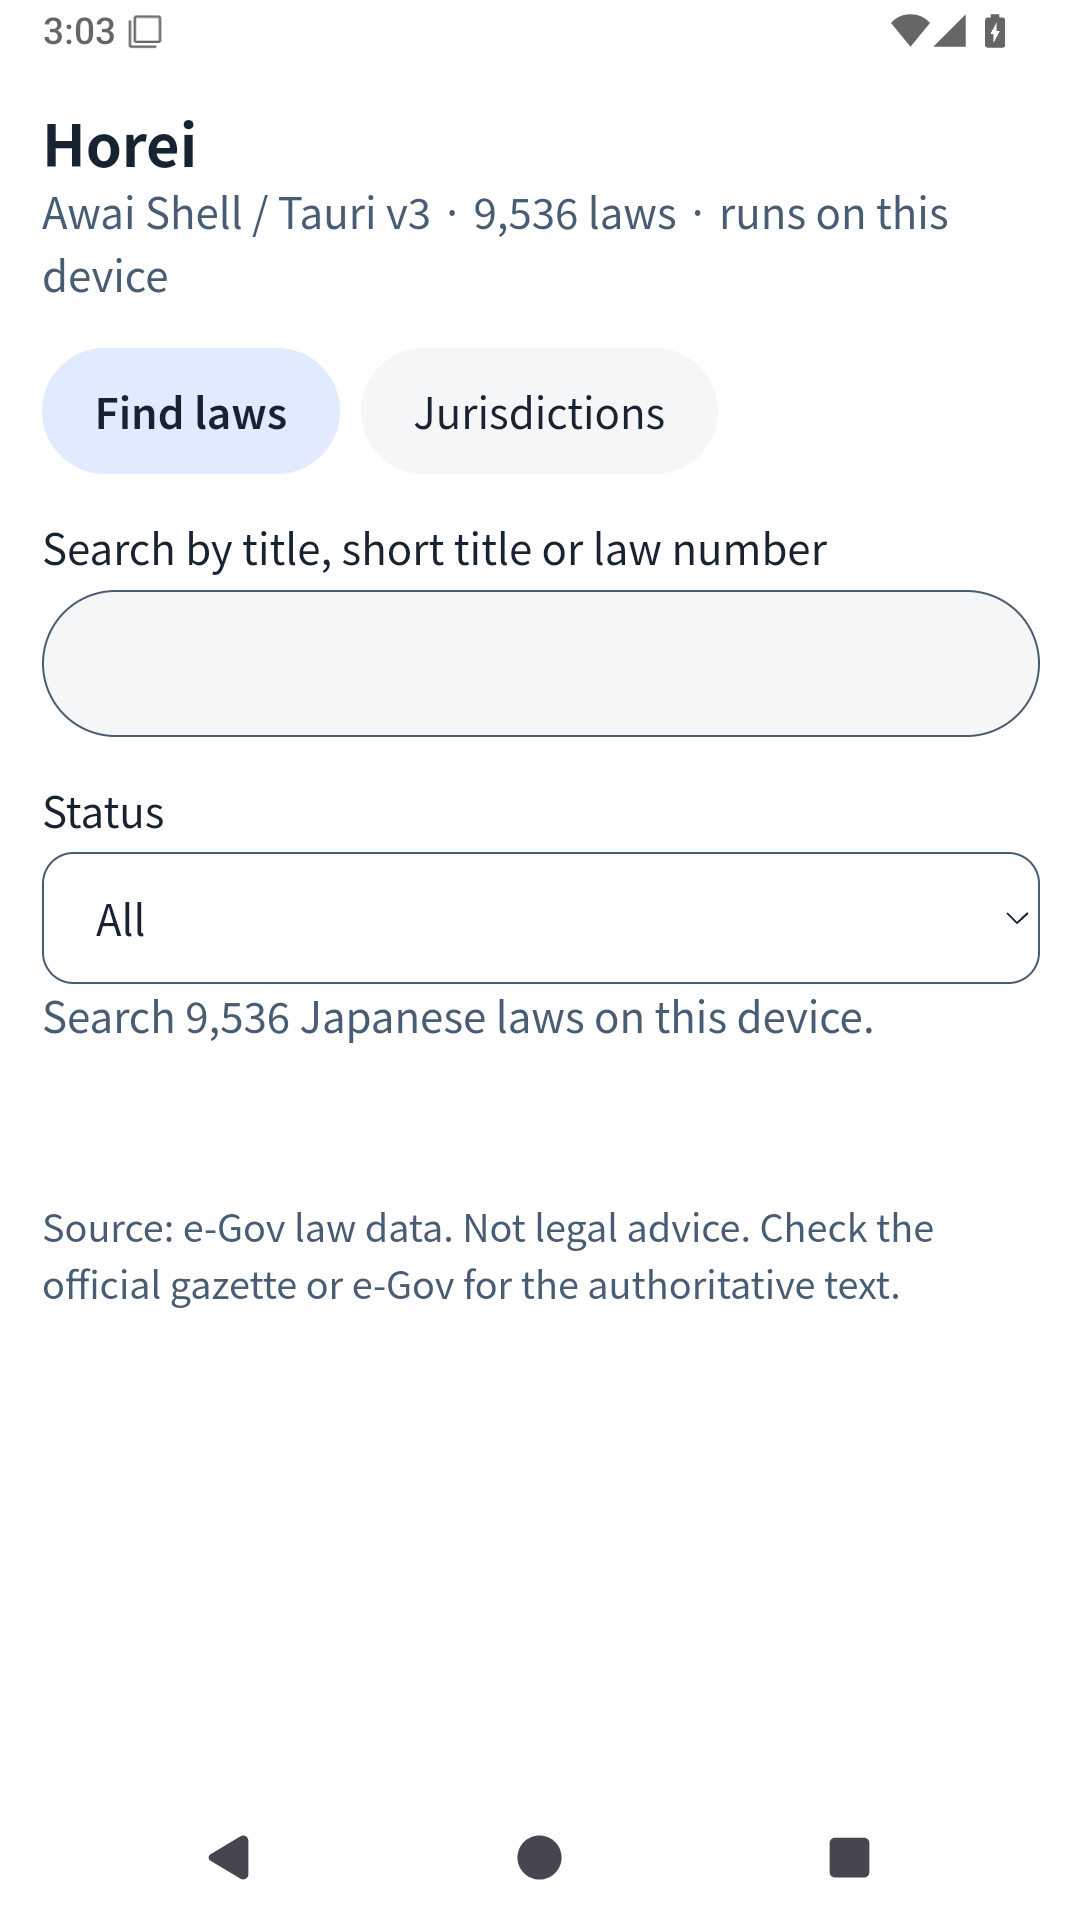 3:03
Horei
Awai Shell / Tauri v3 · 9,536 laws · runs on this
device
Find laws
Jurisdictions
Search by title, short title or law number
Status
All
Search 9,536 Japanese laws on this device.
Source: e-Gov law data. Not legal advice. Check the
official gazette or e-Gov for the authoritative text.